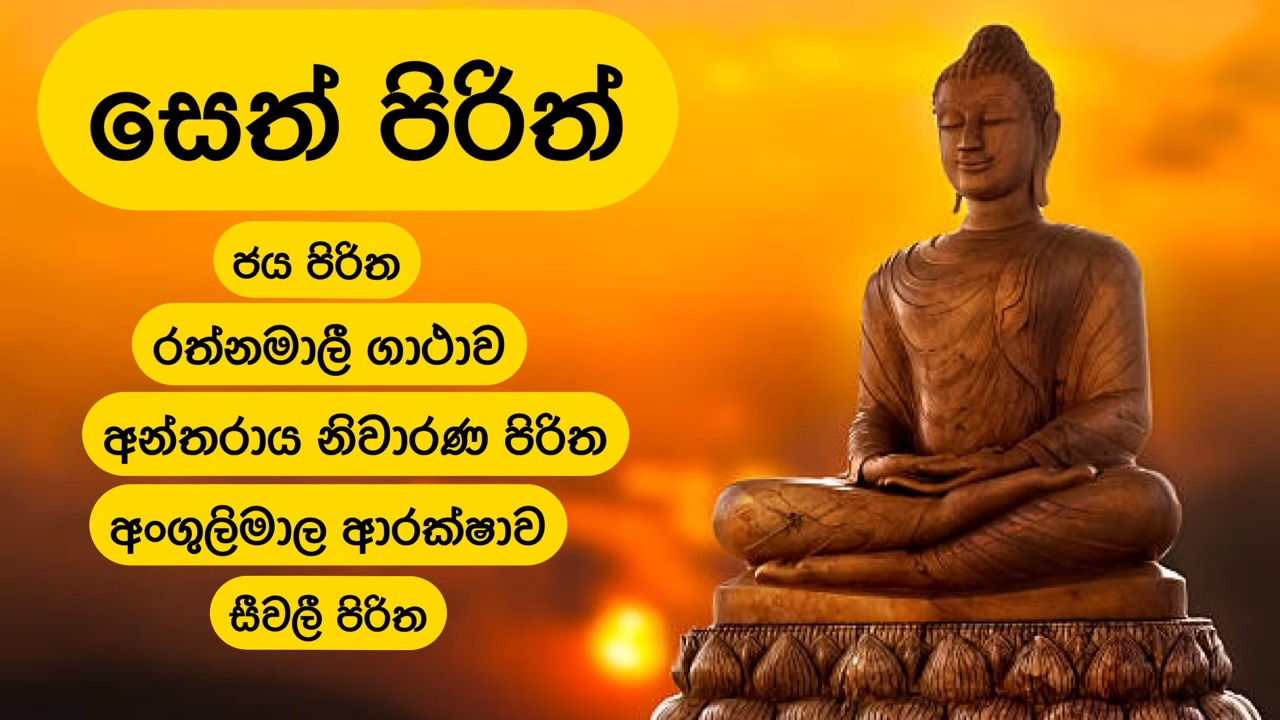 සෙත් පිරිත්
ජය පිරිත
රත්නමාලී ගාථාව
අන්තරාය නිවාරණ පිරිත
අංගුලිමාල ආරක්ෂාව
සීවලී පිරිත